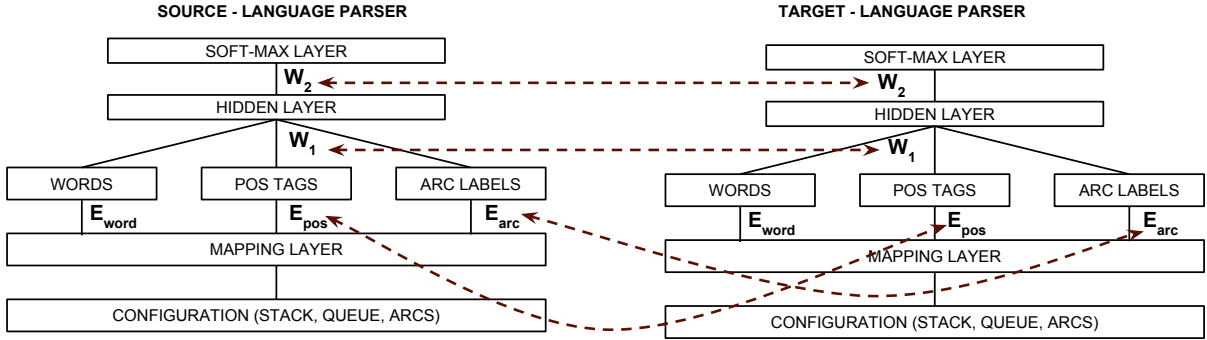 SOURCE - LANGUAGE PARSER
SOFT-MAX LAYER
W2
HIDDEN LAYER
W1
WORDS POS TAGS ARC LABELS
Eword Epos Earc
MAPPING LAYER
CONFIGURATION (STACK, QUEUE, ARCS)
TARGET - LANGUAGE PARSER
SOFT-MAX LAYER
W2
HIDDEN LAYER
W1
WORDS POS TAGS ARC LABELS
Eword Epos Earc
MAPPING LAYER
CONFIGURATION (STACK, QUEUE, ARCS)